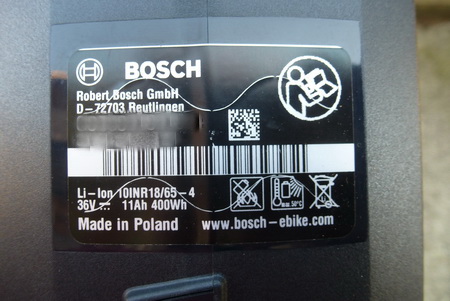 BOSCH
Robert Bosch GmbH
D-72703 Reutlingen
Li-Ion 10INR18/65-4
36V⎓ 11Ah 400Wh
Made in Poland
www.bosch-ebike.com